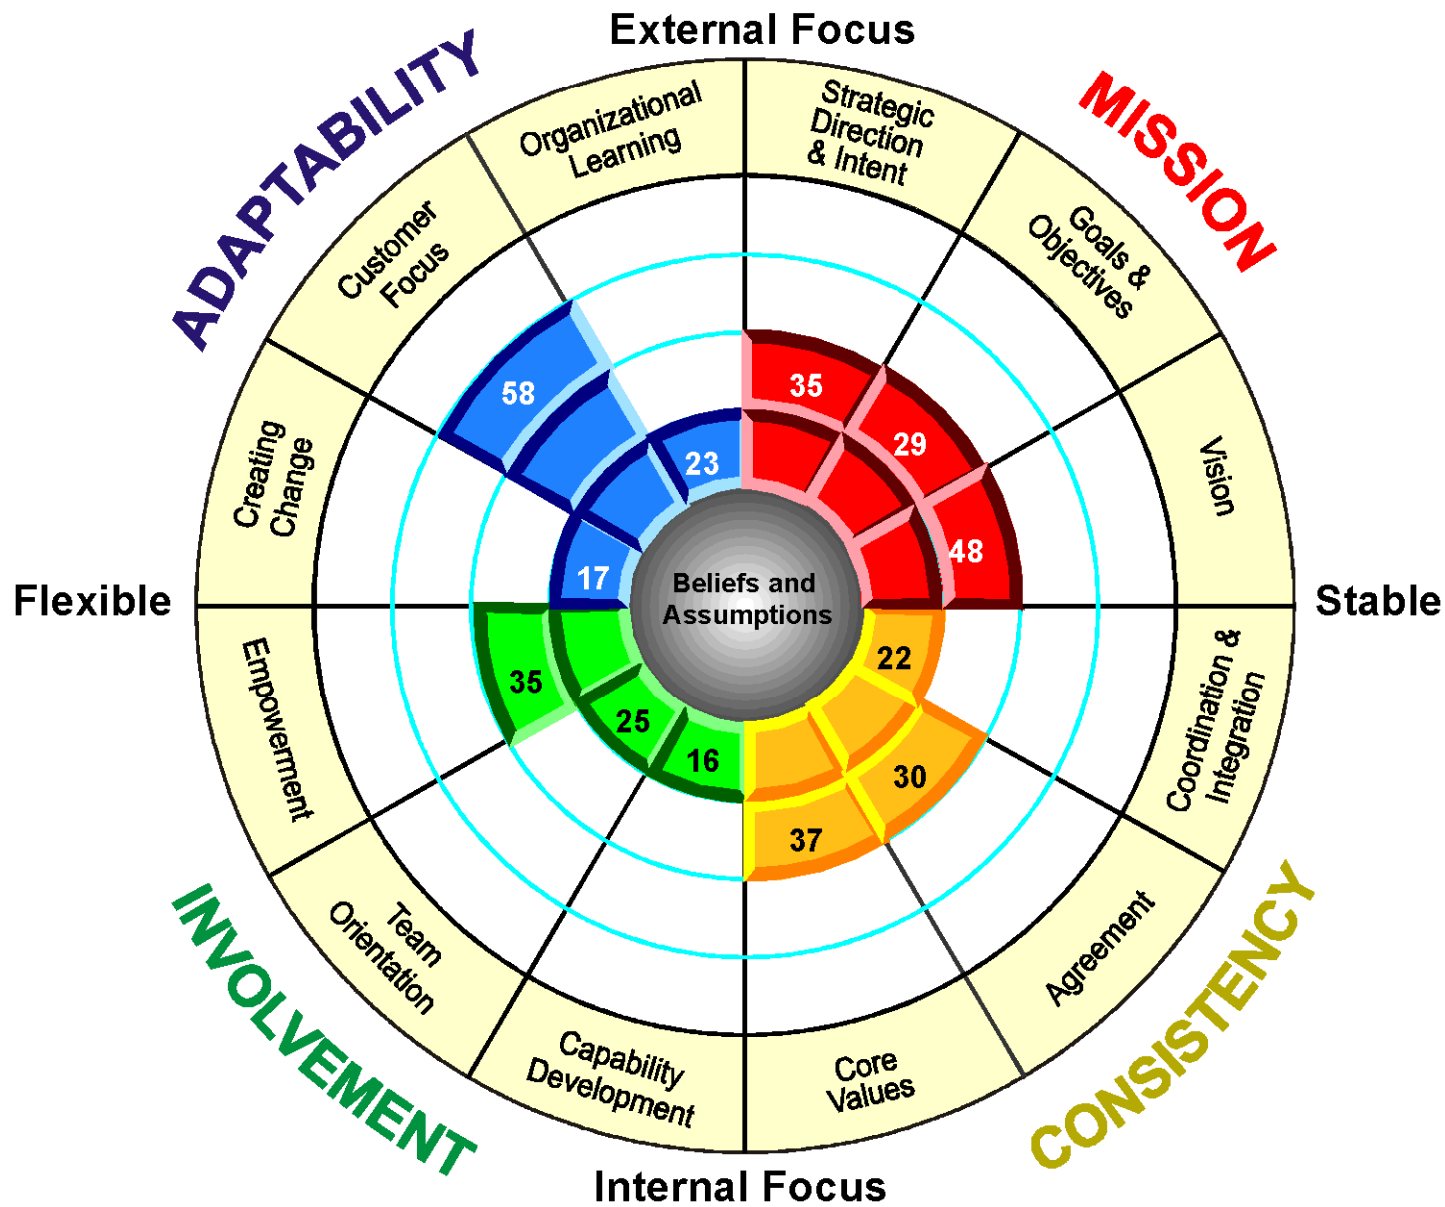 External Focus
ADAPTABILITY
MISSION
Organizational
Learning
Strategic
Direction
& Intent
Customer
Focus
Goals &
Objectives
Creating
Change
Vision
58
23
35
29
17
48
Beliefs and
Assumptions
Flexible
Stable
35
25
16
22
30
37
Empowerment
Coordination &
Integration
Team
Orientation
Agreement
Capability
Development
Core
Values
INVOLVEMENT
CONSISTENCY
Internal Focus